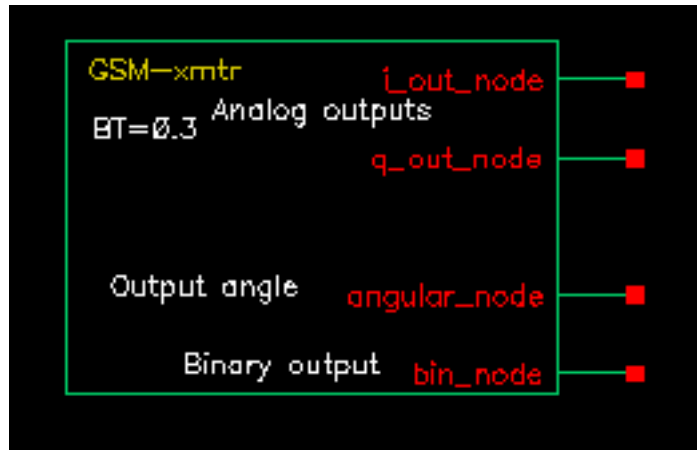 GSM-xmtr i_out_node
BT=0.3 Analog outputs
q_out_node
Output angle angular_node
Binary output bin_node